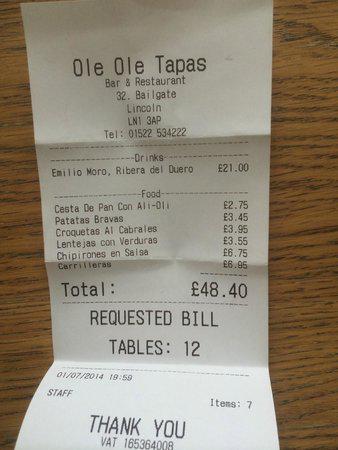 Ole Ole Tapas
Bar & Restaurant
32. Bailgate
Lincoln
LN1 3AP
Tel: 01522 534222
Drinks
Emilio Moro, Ribera del Duero £21.00
Food
Cesta De Pan Con Ali-Oli £2.75
Patatas Bravas £3.45
Croquetas Al Cabrales £3.95
Lentejas con Verduras £3.55
Chipirones en Salsa £6.75
Carrilleras £6.95
Total: £48.40
REQUESTED BILL
TABLES: 12
01/07/2014 19:59
STAFF Items: 7
THANK YOU
VAT 165364008